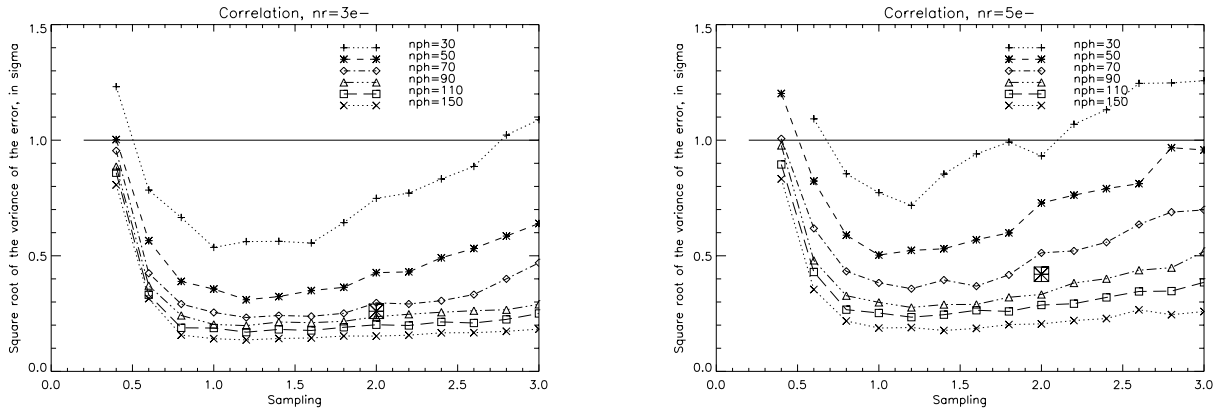 Correlation, nr=3e−
Square root of the variance of the error, in sigma
1.5
1.0
0.5
0.0
nph=30
nph=50
nph=70
nph=90
nph=110
nph=150
0.0 0.5 1.0 1.5 2.0 2.5 3.0
Sampling
Correlation, nr=5e−
Square root of the variance of the error, in sigma
1.5
1.0
0.5
0.0
nph=30
nph=50
nph=70
nph=90
nph=110
nph=150
0.0 0.5 1.0 1.5 2.0 2.5 3.0
Sampling